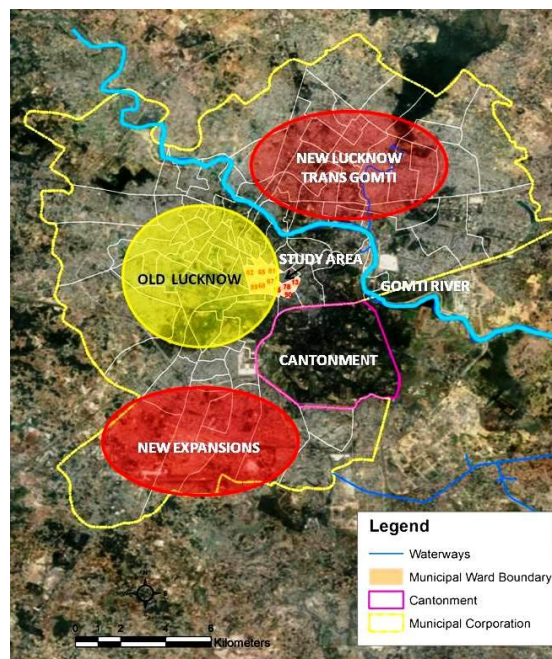 NEW LUCKNOW
TRANS GOMTI
STUDY AREA
OLD LUCKNOW
GOMTI RIVER
CANTONMENT
NEW EXPANSIONS
Legend
Waterways
Municipal Ward Boundary
Cantonment
Municipal Corporation
0 1 2 4 6
Kilometers